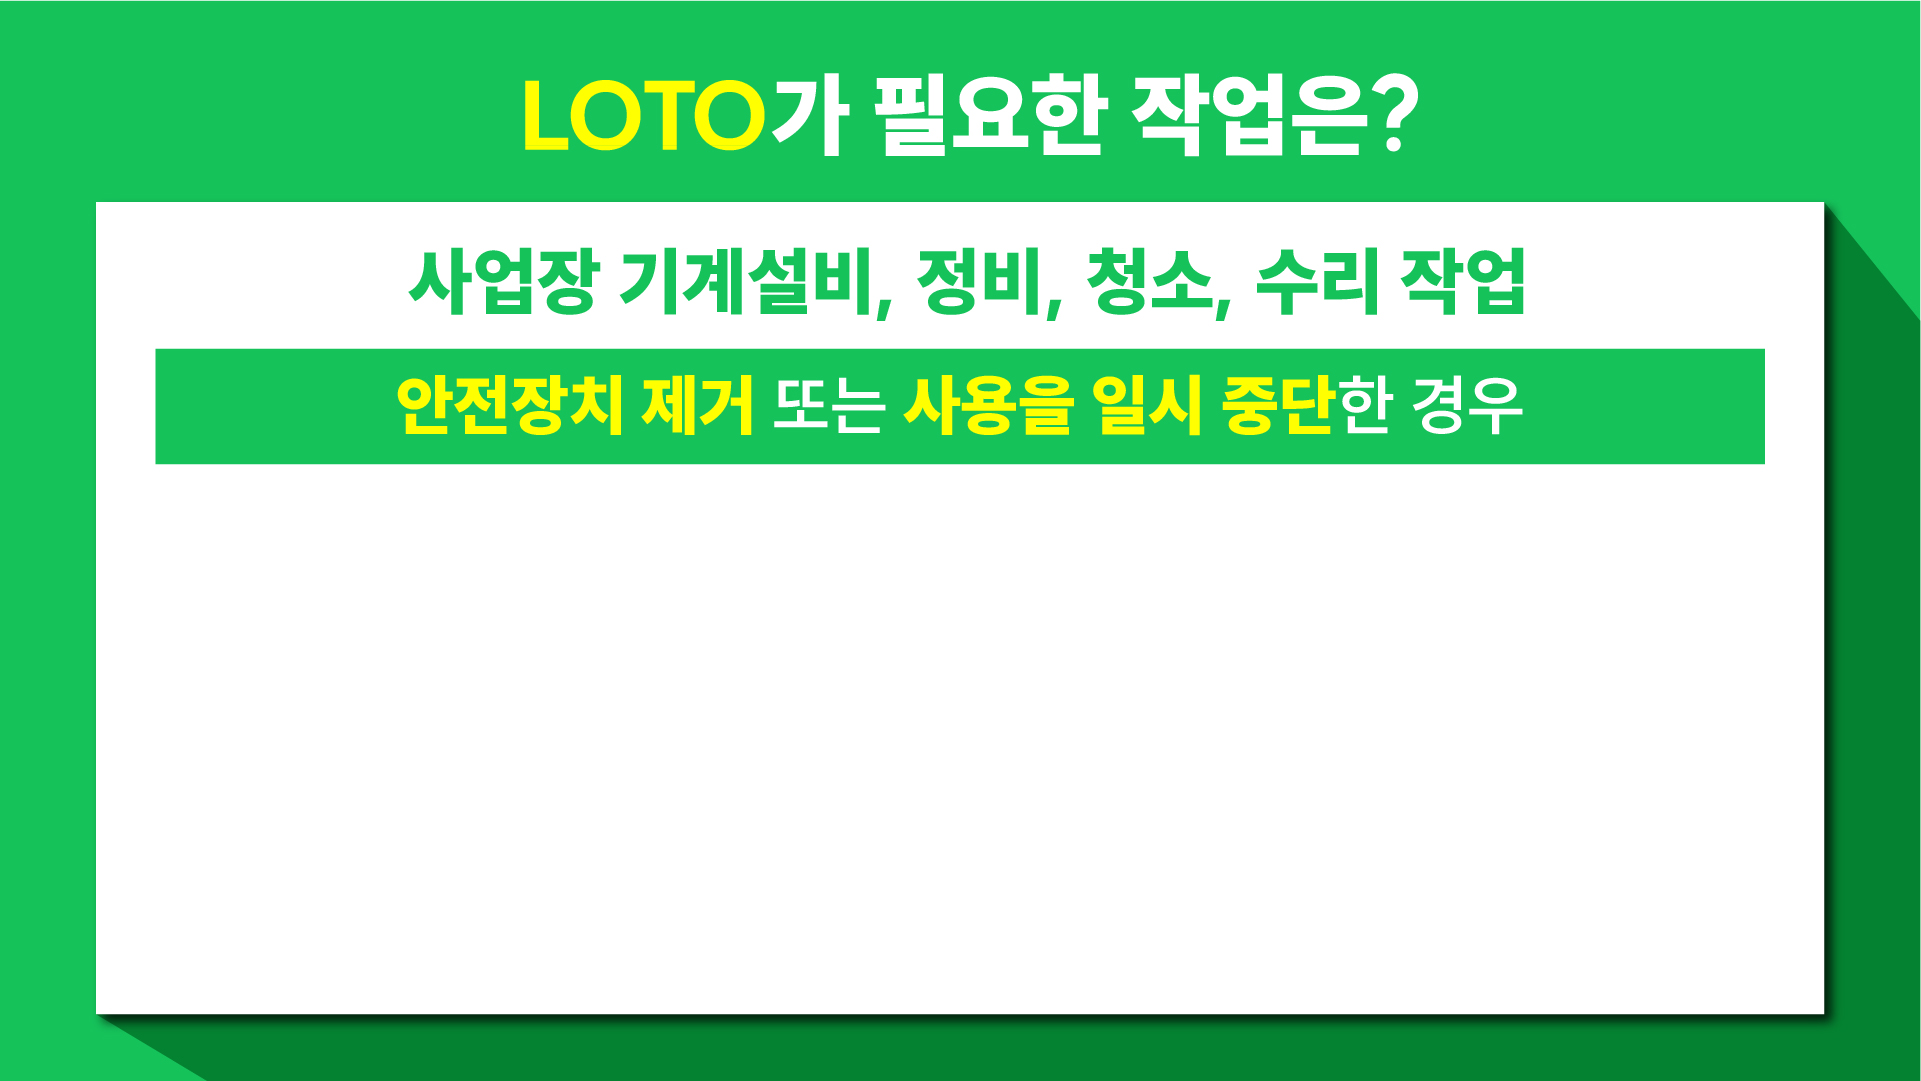 LOTO가 필요한 작업은?
사업장 기계설비, 정비, 청소, 수리 작업
안전장치 제거 또는 사용을 일시 중단한 경우